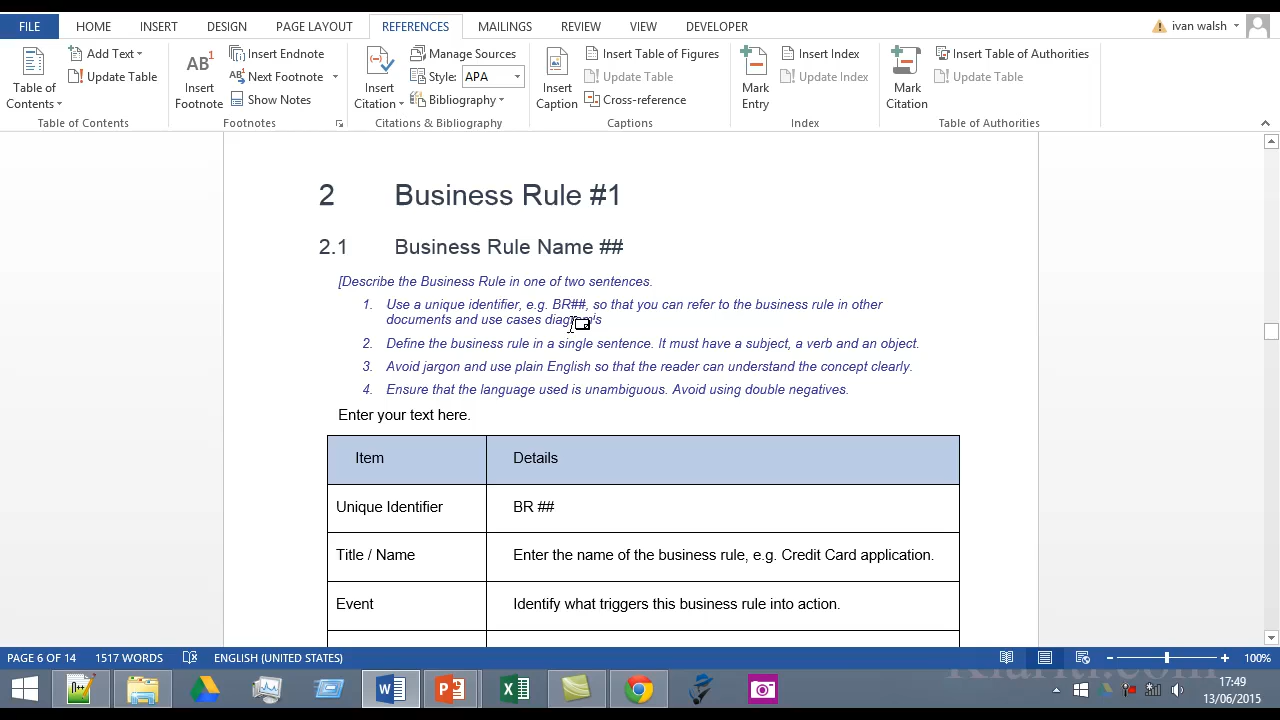 FILE HOME INSERT DESIGN PAGE LAYOUT REFERENCES MAILINGS REVIEW VIEW DEVELOPER ivan walsh
Table of Contents
Add Text
Update Table
Table of Contents
AB1
Insert Footnote
Insert Endnote
Next Footnote
Show Notes
Footnotes
Insert Citation
Manage Sources
Style: APA
Bibliography
Citations & Bibliography
Insert Caption
Insert Table of Figures
Update Table
Cross-reference
Captions
Mark Entry
Insert Index
Update Index
Index
Mark Citation
Insert Table of Authorities
Update Table
Table of Authorities
2 Business Rule #1
2.1 Business Rule Name ##
[Describe the Business Rule in one of two sentences.
1. Use a unique identifier, e.g. BR##, so that you can refer to the business rule in other
documents and use cases
2. Define the business rule in a single sentence. It must have a subject, a verb and an object.
3. Avoid jargon and use plain English so that the reader can understand the concept clearly.
4. Ensure that the language used is unambiguous. Avoid using double negatives.
Enter your text here.
Item Details
Unique Identifier BR ##
Title / Name Enter the name of the business rule, e.g. Credit Card application.
Event Identify what triggers this business rule into action.
PAGE 6 OF 14 1517 WORDS ENGLISH (UNITED STATES) 100%
Klariti.com
17:49
13/06/2015